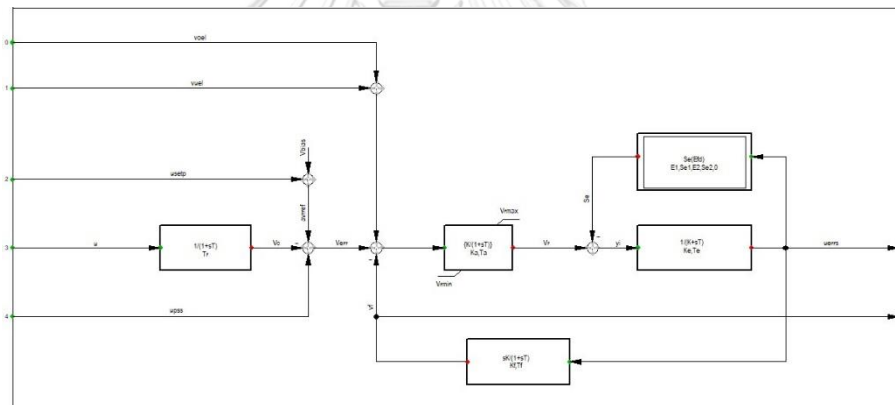 0
voel
1
vuel
Vbias
2
usetp
avrref
3
u
1/(1+sT)
Tr
Vc
Verr
Vrmax
{K/(1+sT)}
Ka,Ta
Vrmin
Vr
Se
Se(Efd)
E1,Se1,E2,Se2,0
yi
1/(K+sT)
Ke,Te
uerrs
4
upss
Vf
sK/(1+sT)
Kf,Tf